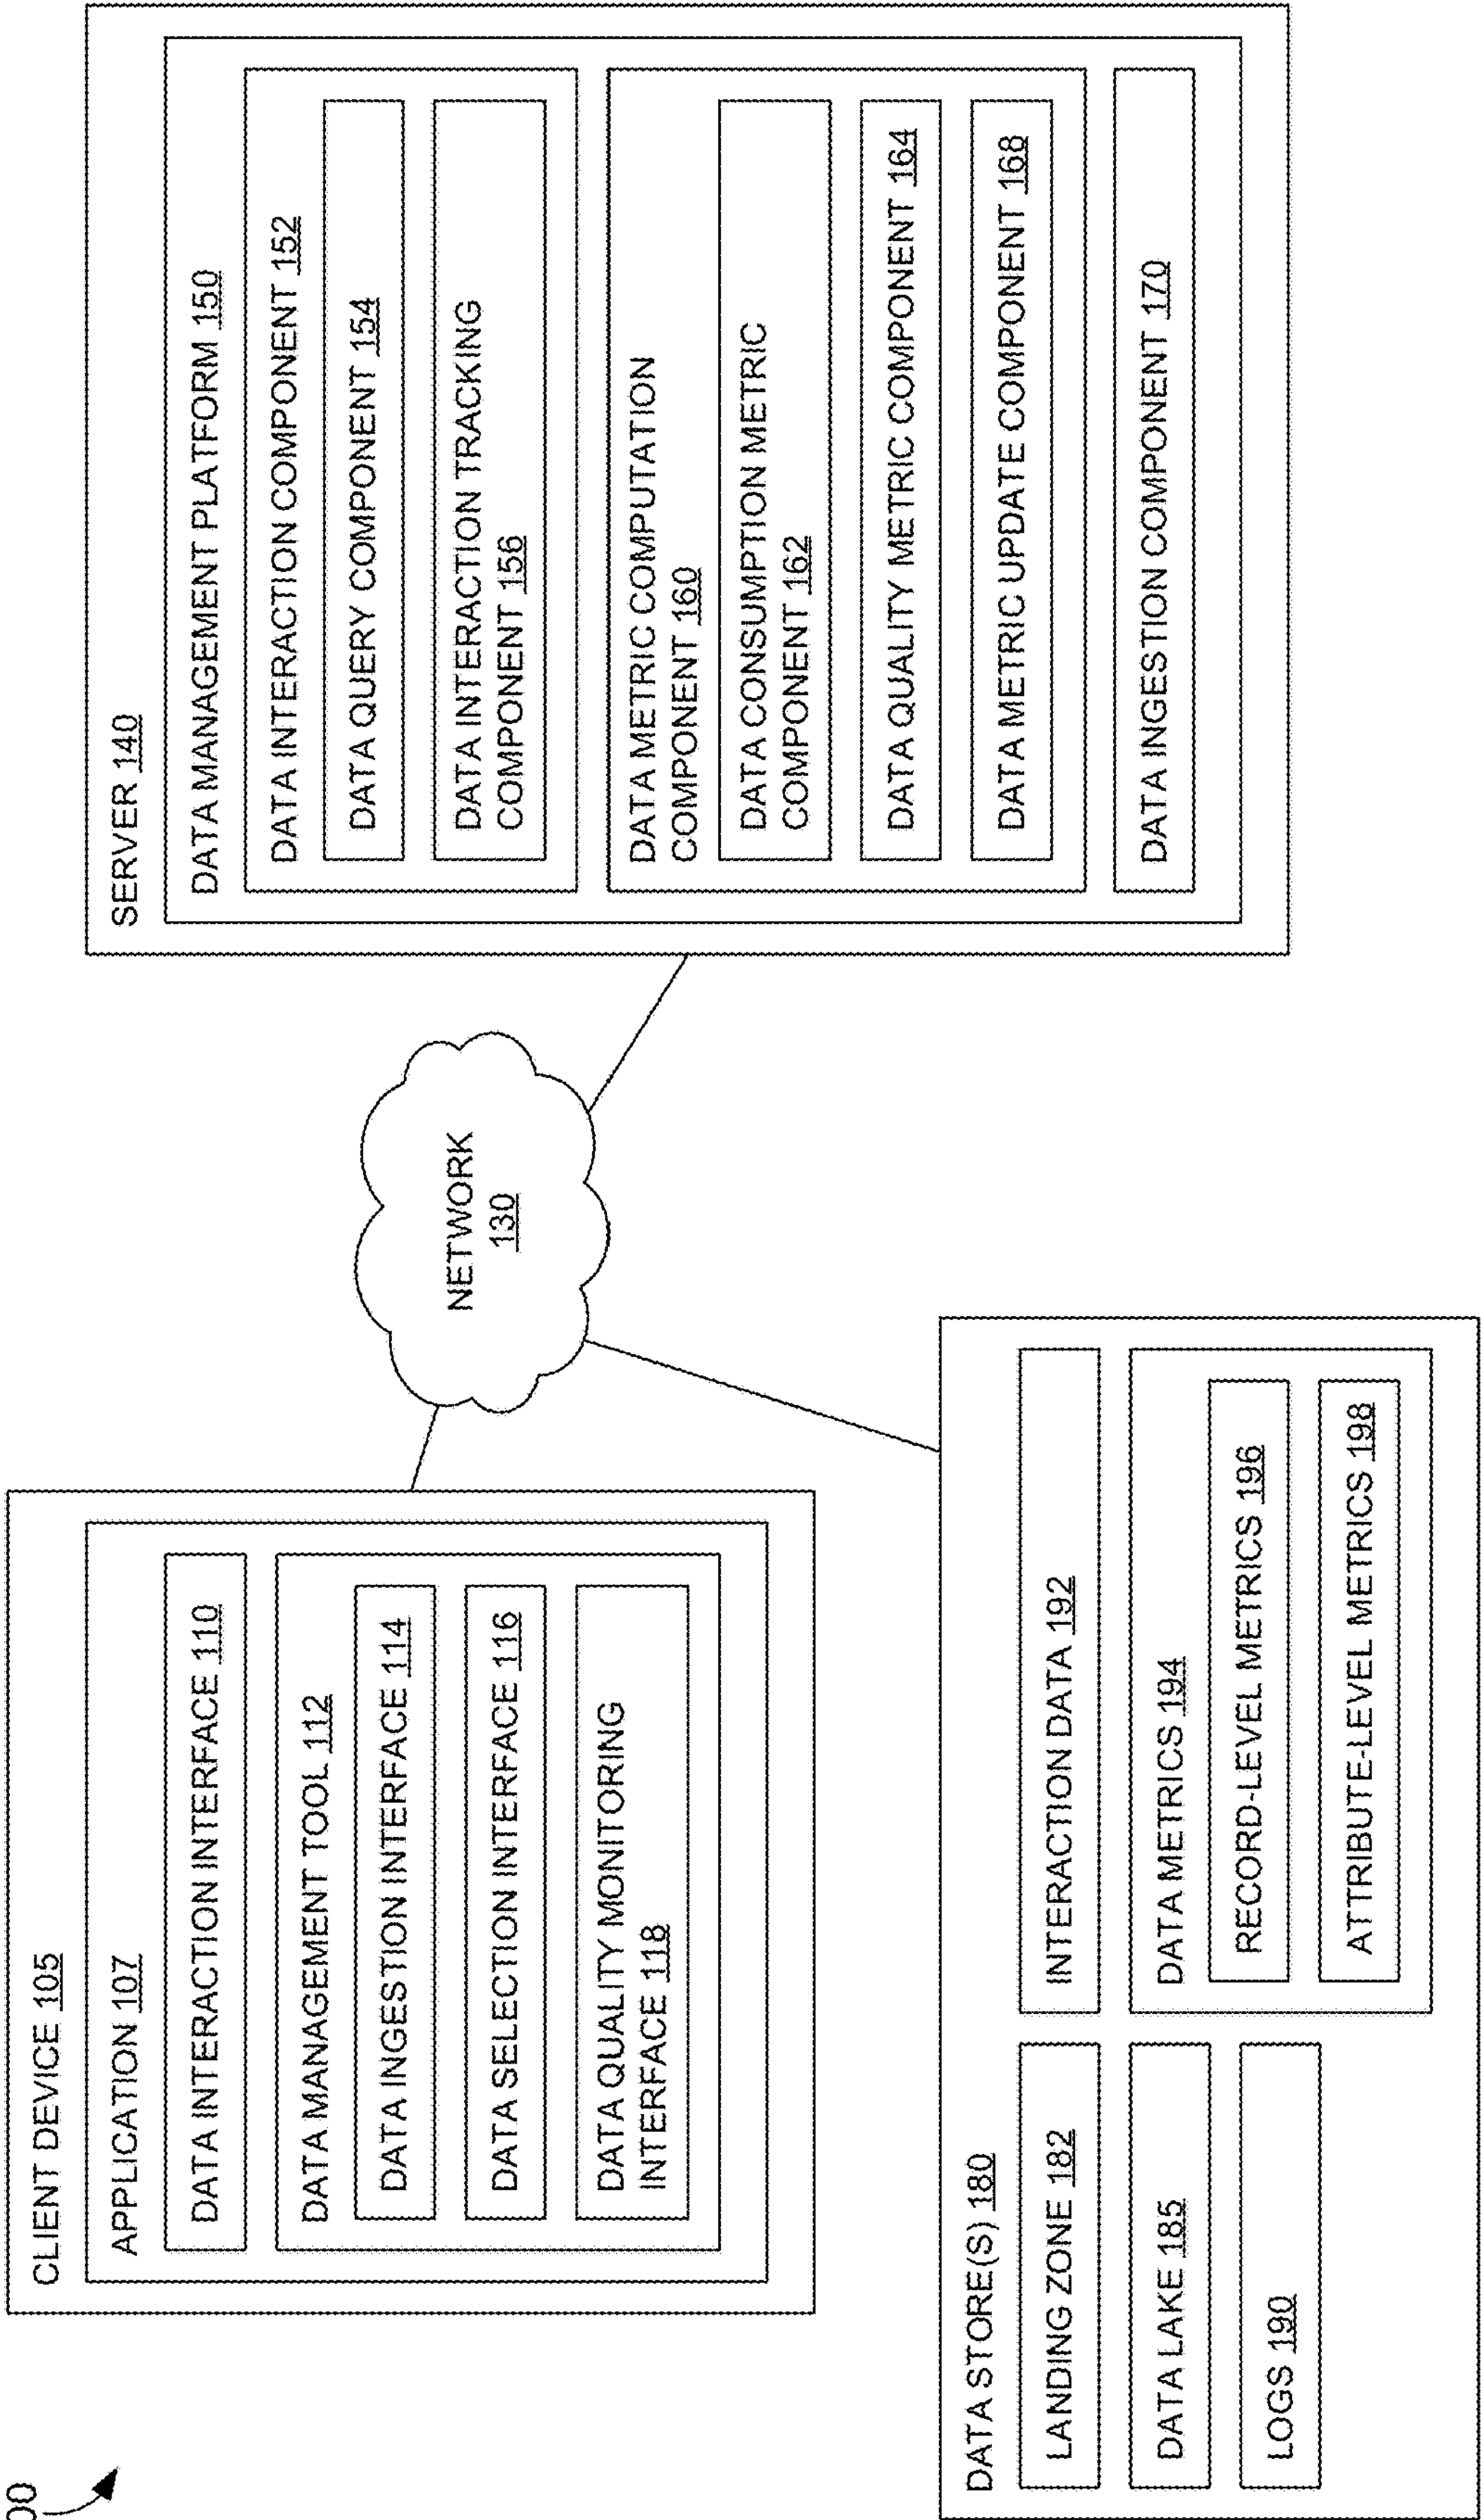 00
CLIENT DEVICE 105
APPLICATION 107
DATA INTERACTION INTERFACE 110
DATA MANAGEMENT TOOL 112
DATA INGESTION INTERFACE 114
DATA SELECTION INTERFACE 116
DATA QUALITY MONITORING
INTERFACE 118
NETWORK
130
SERVER 140
DATA MANAGEMENT PLATFORM 150
DATA INTERACTION COMPONENT 152
DATA QUERY COMPONENT 154
DATA INTERACTION TRACKING
COMPONENT 156
DATA METRIC COMPUTATION
COMPONENT 160
DATA CONSUMPTION METRIC
COMPONENT 162
DATA QUALITY METRIC COMPONENT 164
DATA METRIC UPDATE COMPONENT 168
DATA INGESTION COMPONENT 170
DATA STORE(S) 180
LANDING ZONE 182
DATA LAKE 185
LOGS 190
INTERACTION DATA 192
DATA METRICS 194
RECORD-LEVEL METRICS 196
ATTRIBUTE-LEVEL METRICS 198